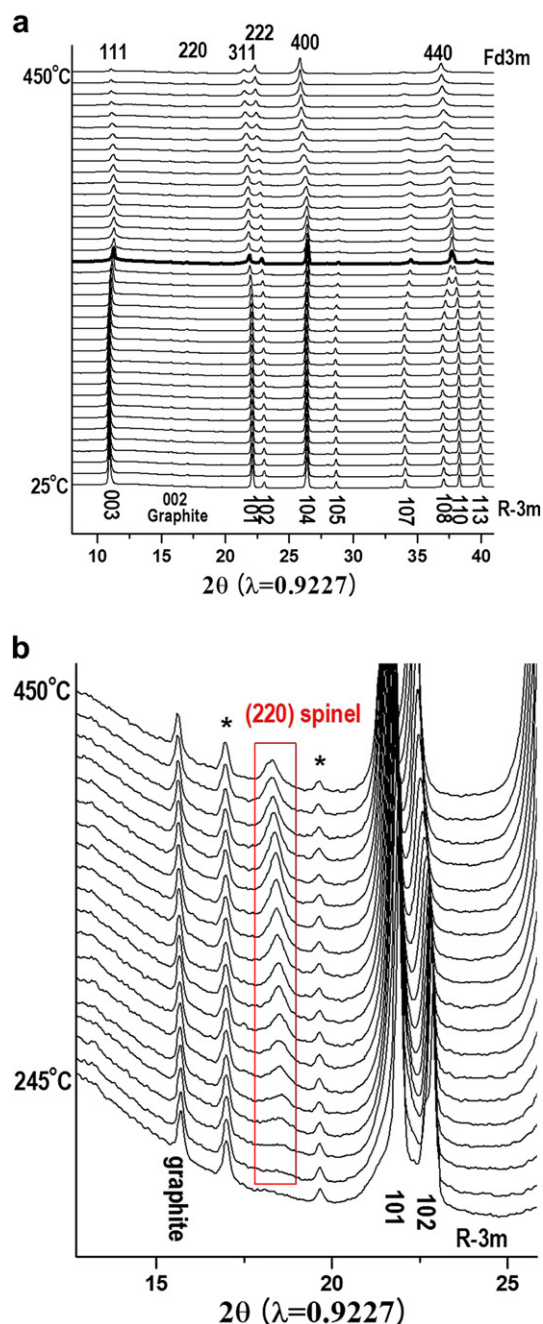 a
111 220 311 222 400 440 Fd3m
450°C
25°C
003 002 Graphite 101 102 104 105 107 108 110 113 R-3m
10 15 20 25 30 35 40
2θ (λ=0.9227)
b
450°C
* (220) spinel *
245°C
graphite 101 102 R-3m
15 20 25
2θ (λ=0.9227)